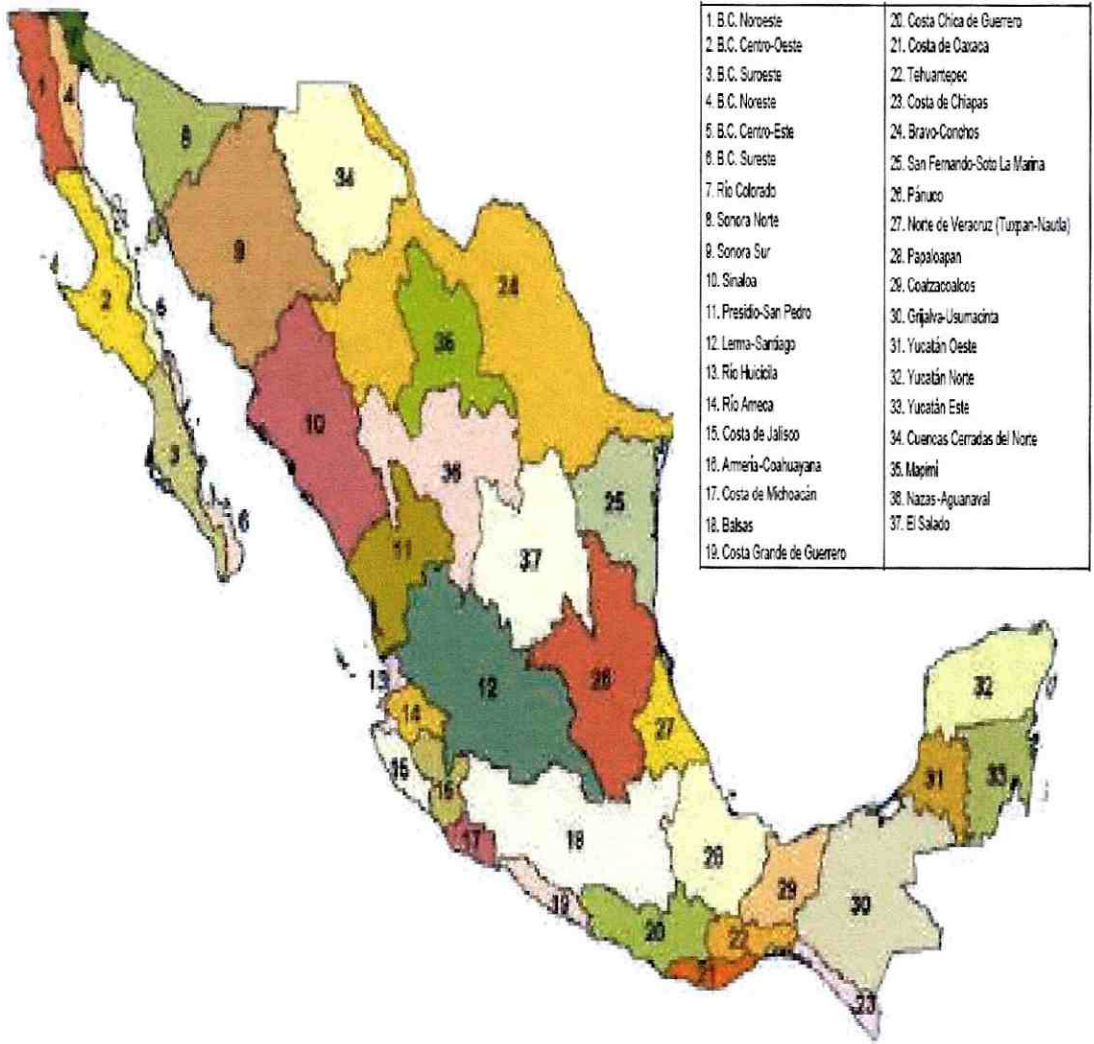 1 B.C. Noroeste
2 B.C. Centro-Oeste
3 B.C. Suroeste
4 B.C. Noreste
5 B.C. Centro-Este
6 B.C. Sureste
7 Río Colorado
8 Sonora Norte
9 Sonora Sur
10. Sinaloa
11. Presidio-San Pedro
12. Lerma-Santiago
13. Río Huicicila
14. Río Ameca
15. Costa de Jalisco
16. Armería-Coahuayana
17. Costa de Michoacán
18. Balsas
19. Costa Grande de Guerrero
20. Costa Chica de Guerrero
21. Costa de Oaxaca
22. Tehuantepec
23. Costa de Chiapas
24. Bravo-Conchos
25. San Fernando-Soto La Marina
26. Pánuco
27. Norte de Veracruz (Tuxpan-Nautla)
28. Papaloapan
29. Coatzacoalcos
30. Grijalva-Usumacinta
31. Yucatán Oeste
32. Yucatán Norte
33. Yucatán Este
34. Cuencas Cerradas del Norte
35. Mapimí
36. Nazas-Aguanaval
37. El Salado
1
4
8
34
9
2
5
24
35
3
10
36
6
25
11
37
13
12
26
32
14
27
15
31
33
16
17
18
28
29
30
19
20
22
21
23